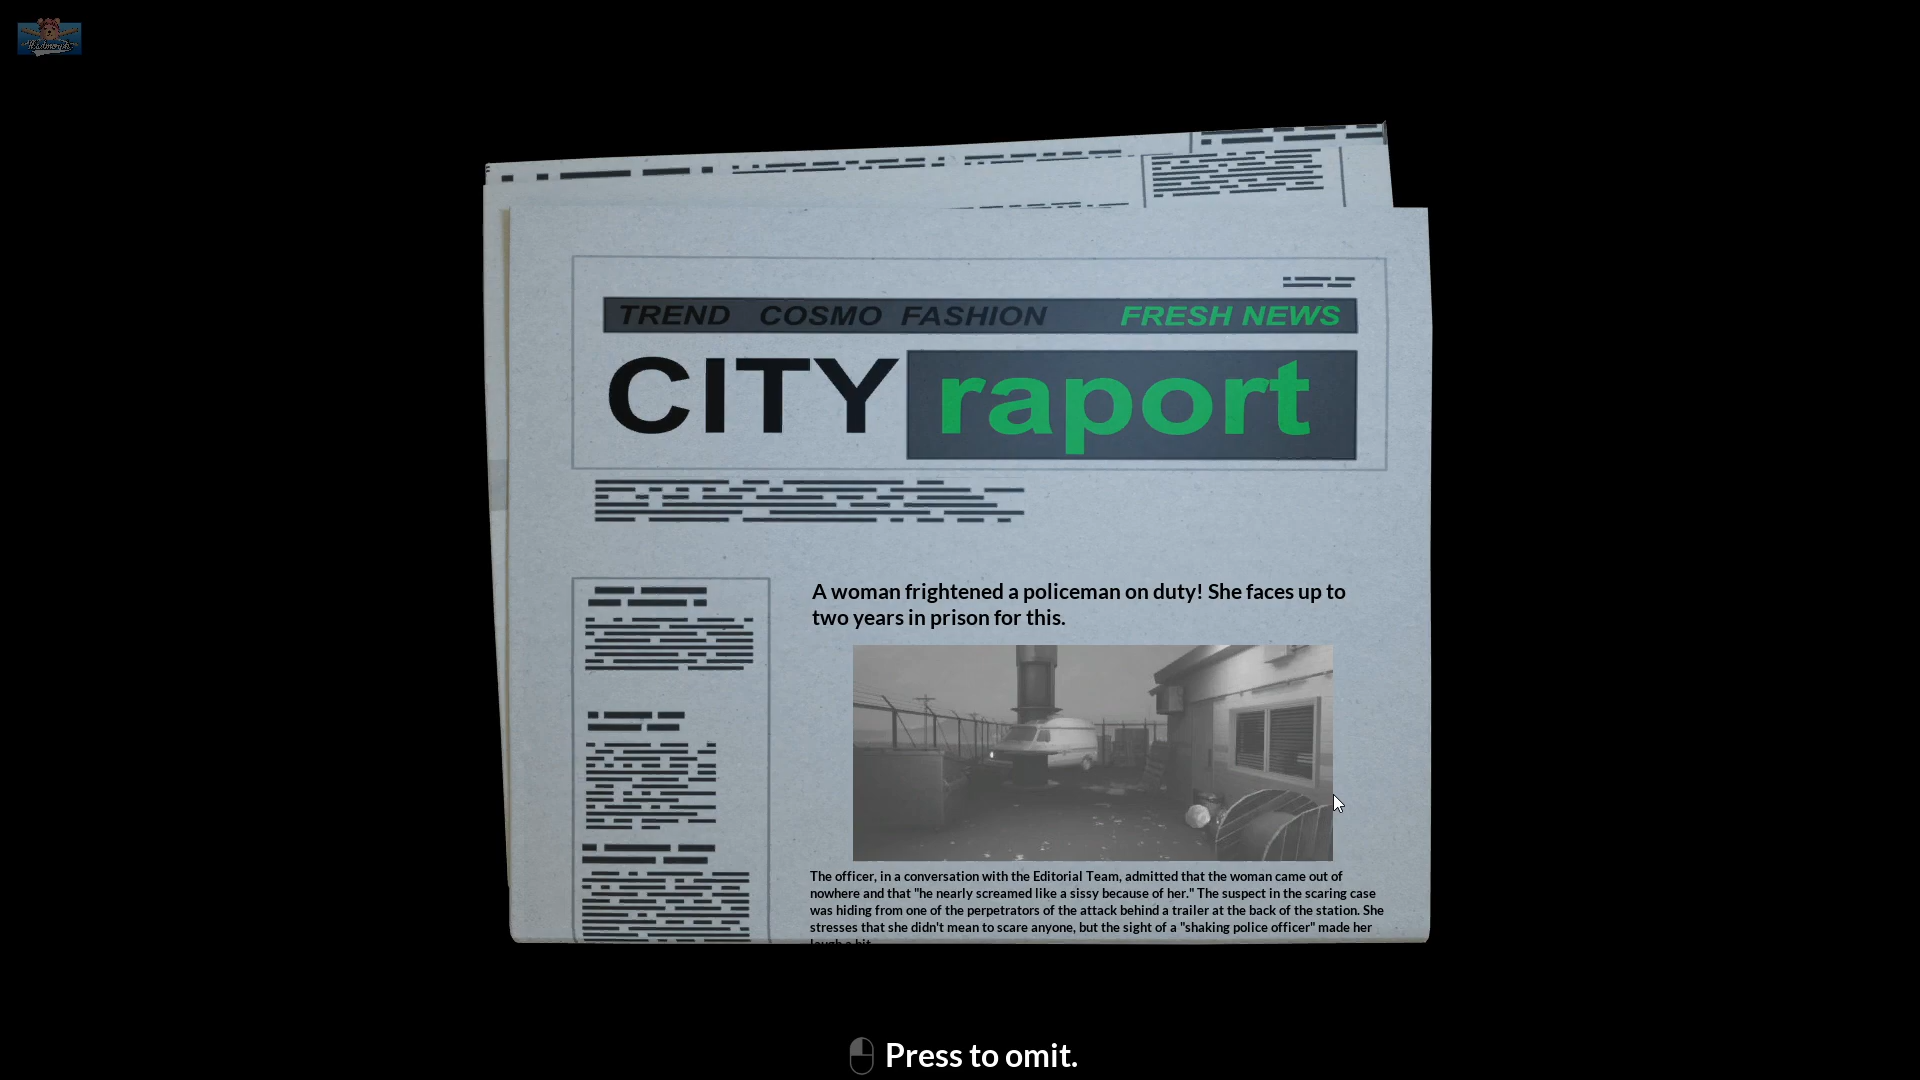 TREND COSMO FASHION FRESH NEWS
CITY raport
A woman frightened a policeman on duty! She faces up to
two years in prison for this.
The officer, in a conversation with the Editorial Team, admitted that the woman came out of
nowhere and that "he nearly screamed like a sissy because of her." The suspect in the scaring case
was hiding from one of the perpetrators of the attack behind a trailer at the back of the station. She
stresses that she didn't mean to scare anyone, but the sight of a "shaking police officer" made her
laugh a bit.
Press to omit.